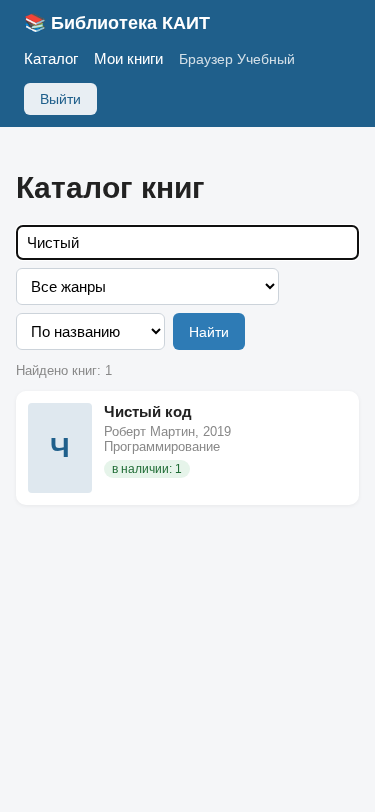 📚 Библиотека КАИТ
Каталог Мои книги Браузер Учебный
Выйти
Каталог книг
Чистый
Все жанры
По названию Найти
Найдено книг: 1
Ч
Чистый код
Роберт Мартин, 2019
Программирование
в наличии: 1